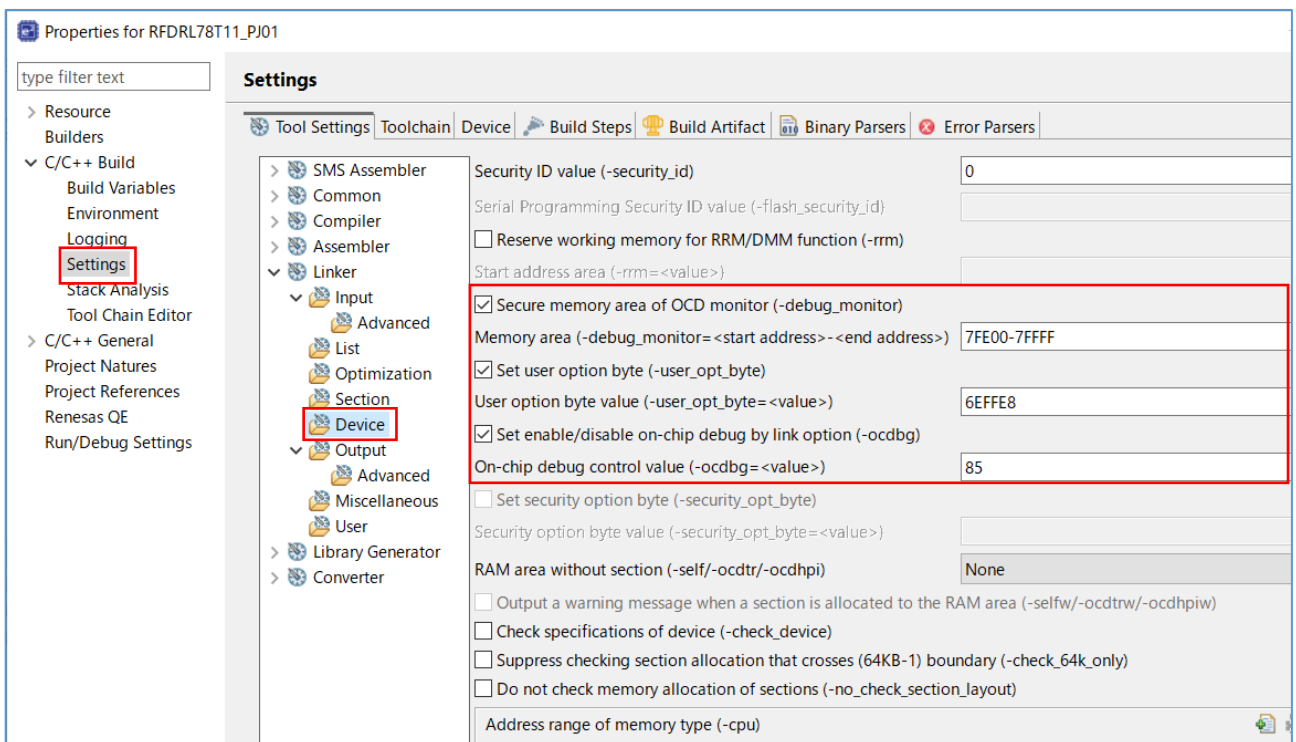 Properties for RFDRL78T11_PJ01
type filter text
Resource
Builders
C/C++ Build
Build Variables
Environment
Logging
Settings
Stack Analysis
Tool Chain Editor
C/C++ General
Project Natures
Project References
Renesas QE
Run/Debug Settings
Settings
Tool Settings Toolchain Device Build Steps Build Artifact Binary Parsers Error Parsers
SMS Assembler
Common
Compiler
Assembler
Linker
Input
Advanced
List
Optimization
Section
Device
Output
Advanced
Miscellaneous
User
Library Generator
Converter
Security ID value (-security_id) 0
Serial Programming Security ID value (-flash_security_id)
Reserve working memory for RRM/DMM function (-rrm)
Start address area (-rrm=<value>)
Secure memory area of OCD monitor (-debug_monitor)
Memory area (-debug_monitor=<start address>-<end address>) 7FE00-7FFFF
Set user option byte (-user_opt_byte)
User option byte value (-user_opt_byte=<value>) 6EFFE8
Set enable/disable on-chip debug by link option (-ocdbg)
On-chip debug control value (-ocdbg=<value>) 85
Set security option byte (-security_opt_byte)
Security option byte value (-security_opt_byte=<value>)
RAM area without section (-self/-ocdtr/-ocdhpi) None
Output a warning message when a section is allocated to the RAM area (-selfw/-ocdtrw/-ocdhpiw)
Check specifications of device (-check_device)
Suppress checking section allocation that crosses (64KB-1) boundary (-check_64k_only)
Do not check memory allocation of sections (-no_check_section_layout)
Address range of memory type (-cpu)